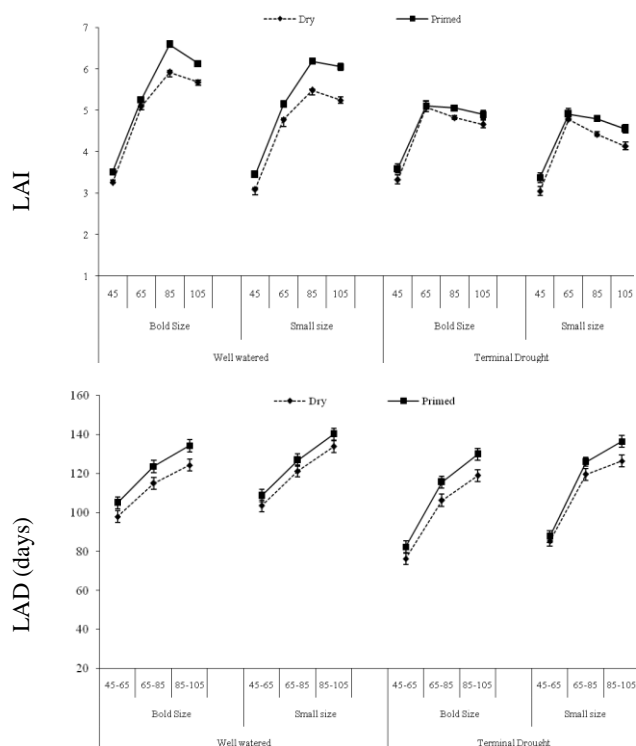 Dry Primed
7
6
5
4
3
2
1
LAI
45 65 85 105 45 65 85 105 45 65 85 105 45 65 85 105
Bold Size Small size Bold Size Small size
Well watered Terminal Drought
Dry Primed
160
140
120
100
80
60
40
20
LAD (days)
45-65 65-85 85-105 45-65 65-85 85-105 45-65 65-85 85-105 45-65 65-85 85-105
Bold Size Small size Bold Size Small size
Well watered Terminal Drought